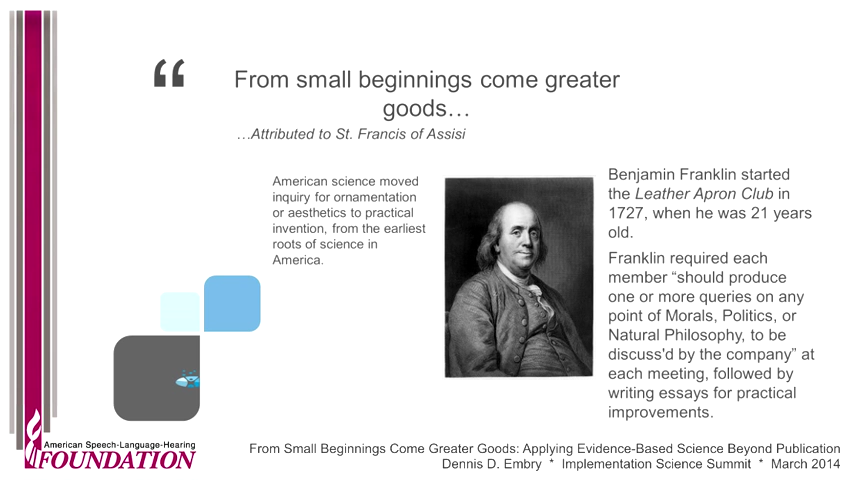 “
From small beginnings come greater
goods…
…Attributed to St. Francis of Assisi
American science moved
inquiry for ornamentation
or aesthetics to practical
invention, from the earliest
roots of science in
America.
Benjamin Franklin started
the Leather Apron Club in
1727, when he was 21 years
old.
Franklin required each
member “should produce
one or more queries on any
point of Morals, Politics, or
Natural Philosophy, to be
discuss'd by the company” at
each meeting, followed by
writing essays for practical
improvements.
American Speech-Language-Hearing
FOUNDATION
From Small Beginnings Come Greater Goods: Applying Evidence-Based Science Beyond Publication
Dennis D. Embry * Implementation Science Summit * March 2014